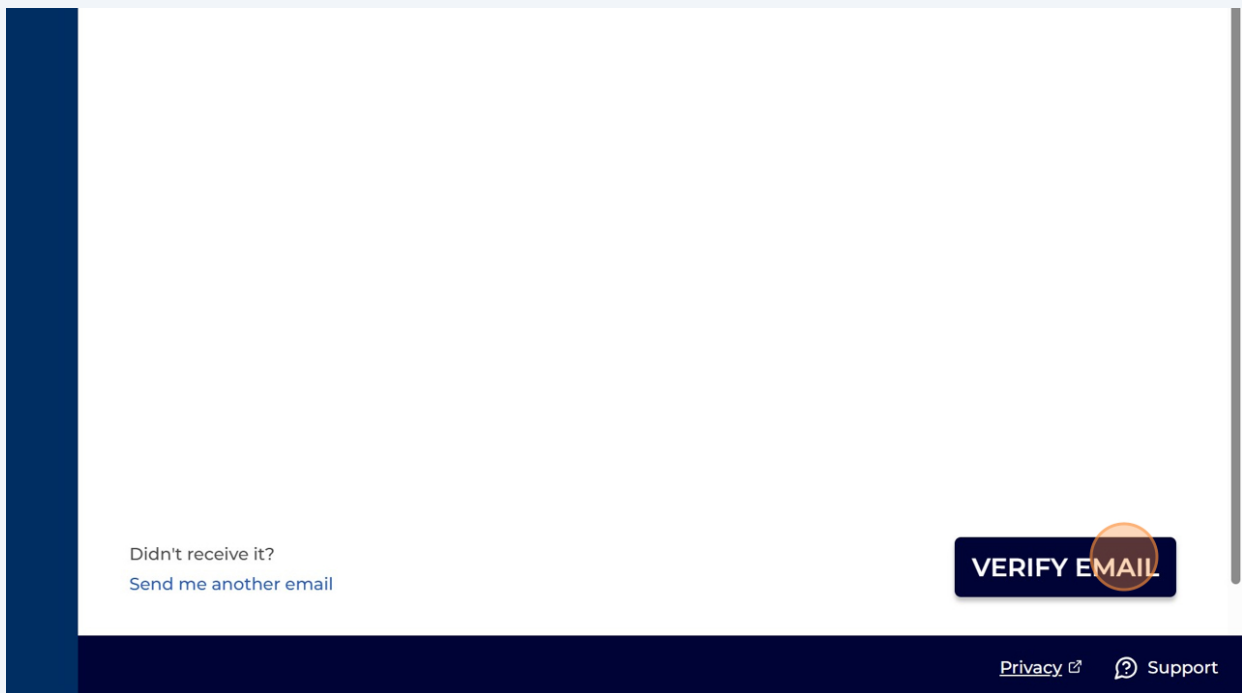 Didn't receive it?
Send me another email
VERIFY EMAIL
Privacy
Support